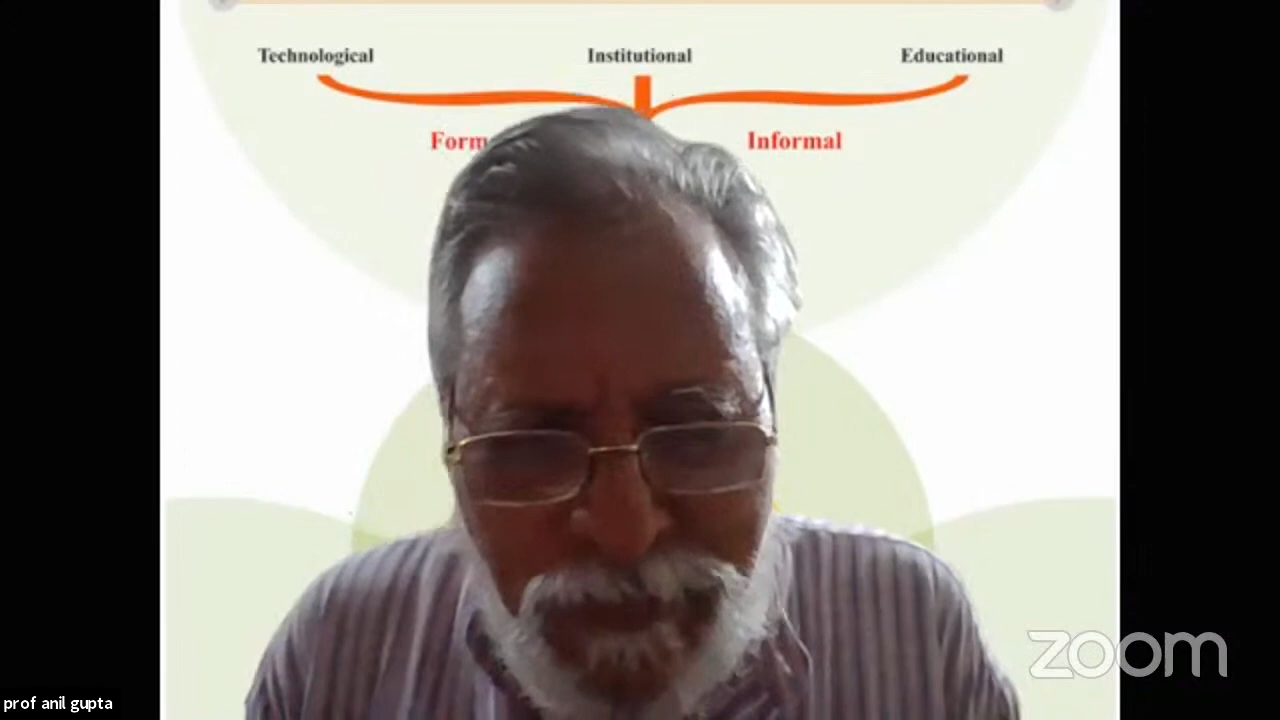 Technological Institutional Educational
Form Informal
zoom
prof anil gupta